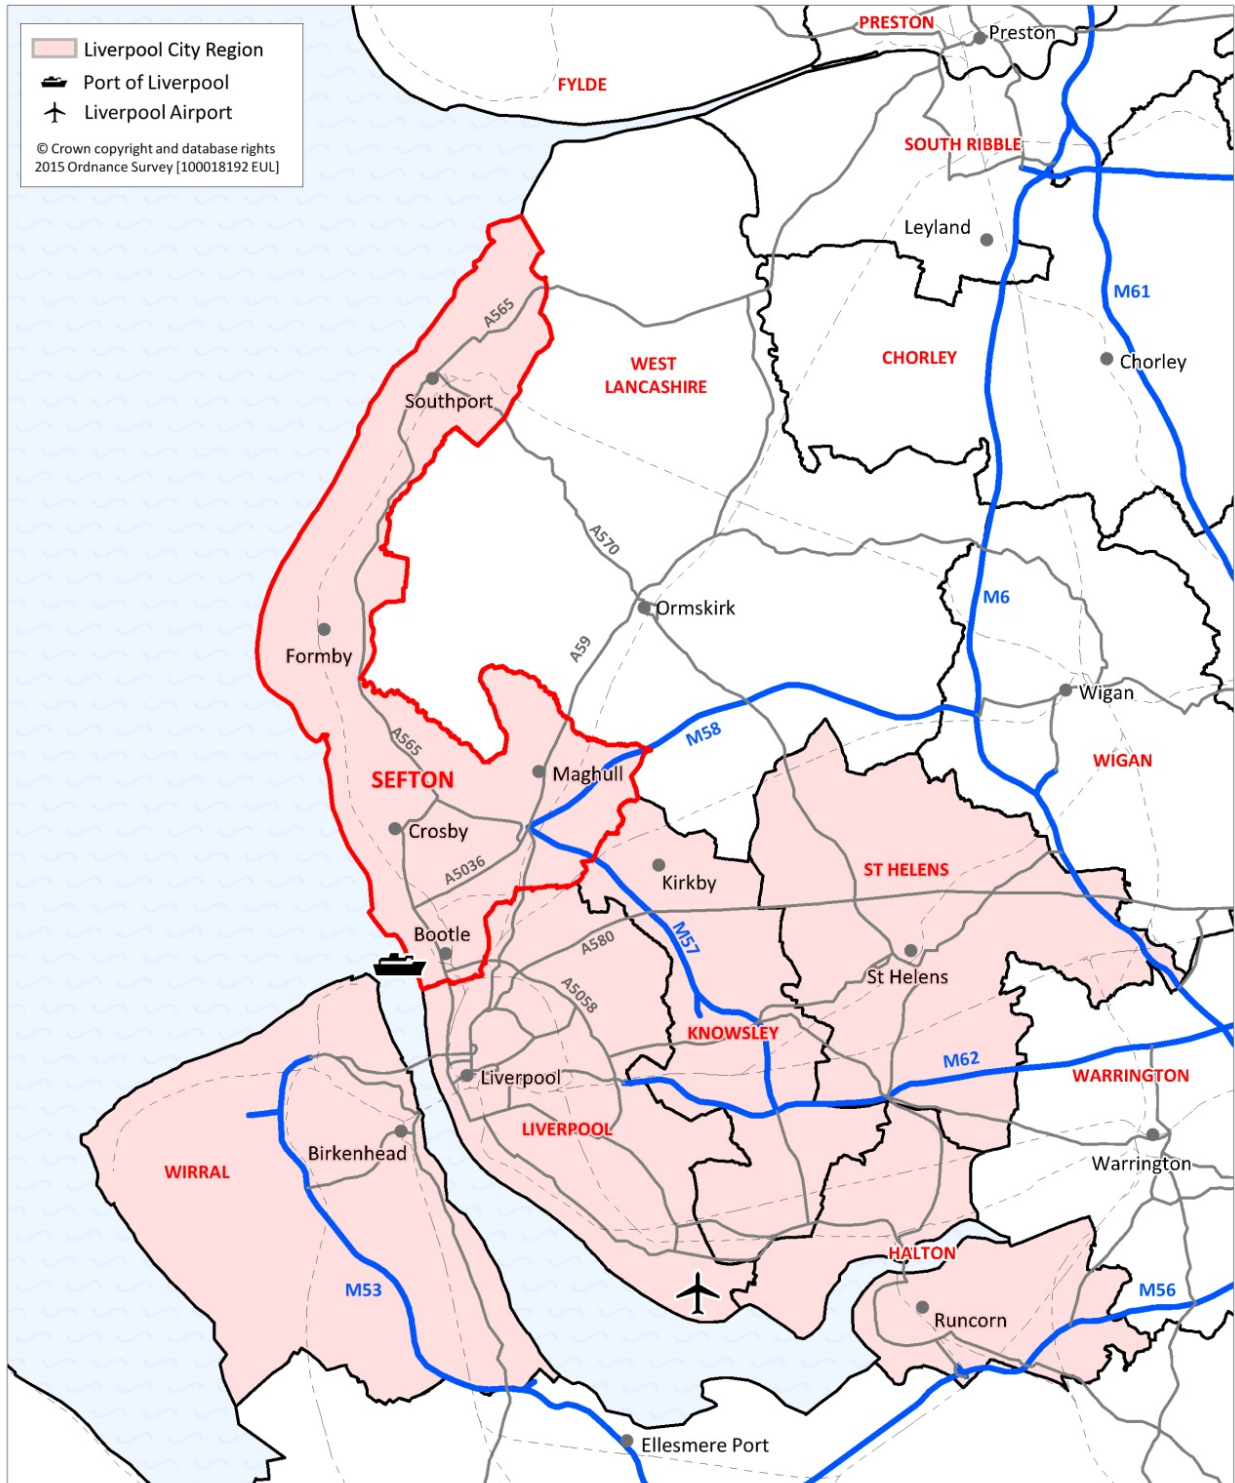 Liverpool City Region
Port of Liverpool
Liverpool Airport
© Crown copyright and database rights
2015 Ordnance Survey [100018192 EUL]
PRESTON
Preston
FYLDE
SOUTH RIBBLE
Leyland
M61
A565
WEST
LANCASHIRE
CHORLEY
Chorley
Southport
A570
M6
Ormskirk
Formby
A59
Wigan
M58
A565
WIGAN
SEFTON
Maghull
Crosby
A5036
Kirkby
ST HELENS
Bootle
A580
M57
St Helens
A5058
KNOWSLEY
M62
WARRINGTON
Liverpool
LIVERPOOL
Birkenhead
WIRRAL
Warrington
HALTON
M53
M56
Runcorn
Ellesmere Port